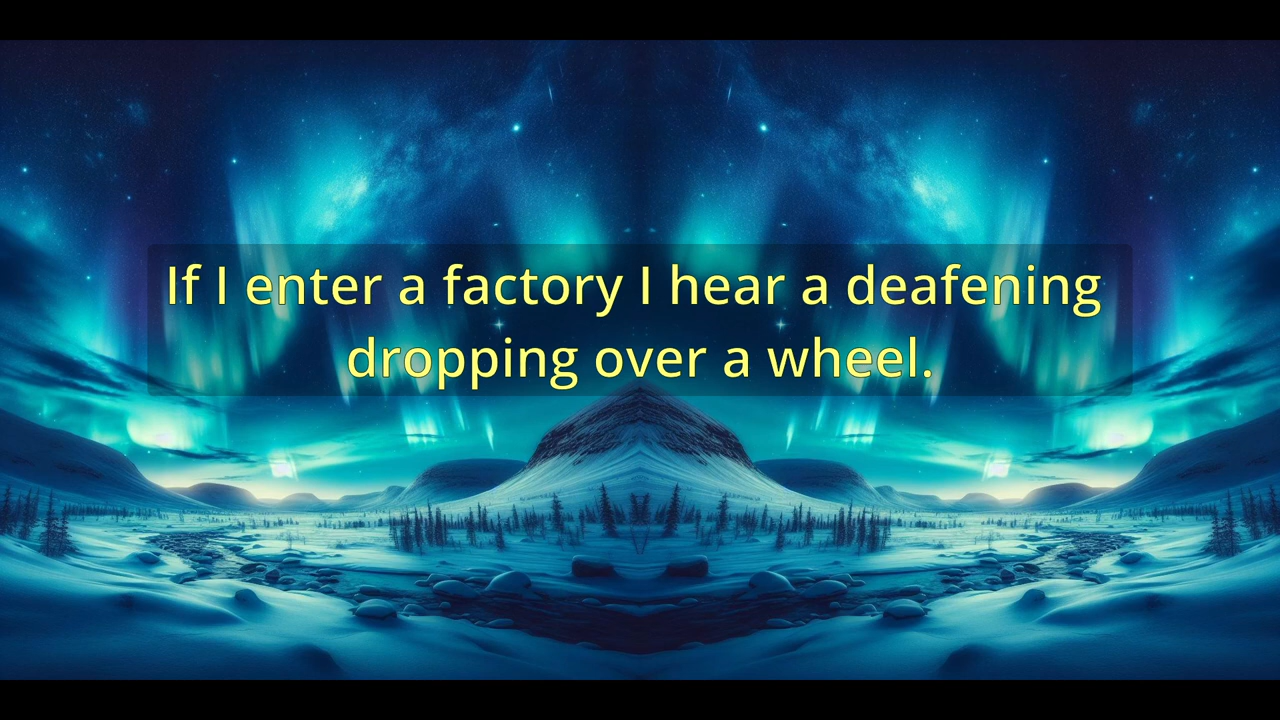 If I enter a factory I hear a deafening
dropping over a wheel.